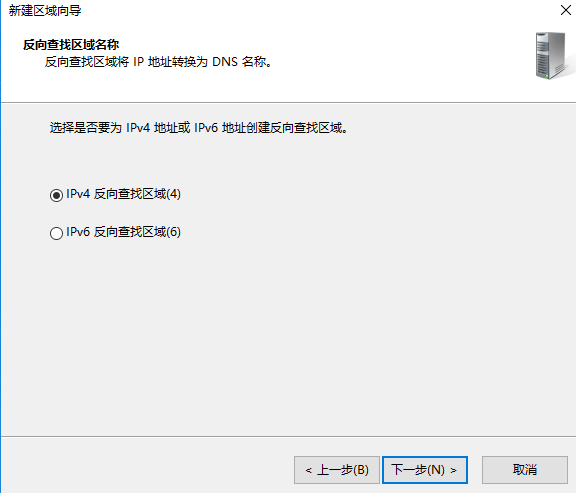 新建区域向导
反向查找区域名称
反向查找区域将 IP 地址转换为 DNS 名称。
选择是否要为 IPv4 地址或 IPv6 地址创建反向查找区域。
IPv4 反向查找区域(4)
IPv6 反向查找区域(6)
< 上一步(B) 下一步(N) > 取消